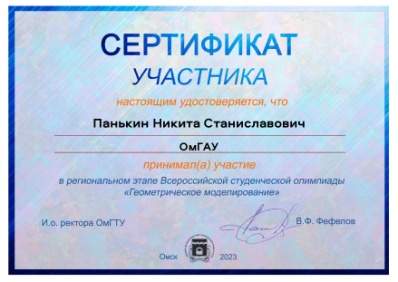 СЕРТИФИКАТ
УЧАСТНИКА
настоящим удостоверяется, что
Панькин Никита Станиславович
ОмГАУ
принимал(а) участие
в региональном этапе Всероссийской студенческой олимпиады
«Геометрическое моделирование»
И.о. ректора ОмГТУ В.Ф. Фефелов
Омск 2023